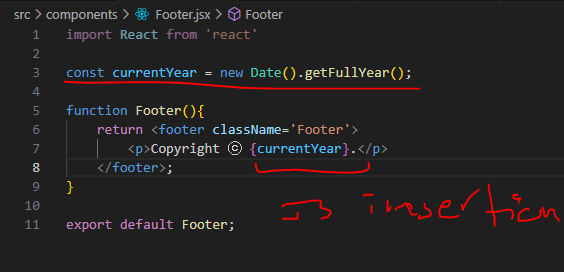 src > components > Footer.jsx > Footer
1 import React from 'react'
2
3 const currentYear = new Date().getFullYear();
4
5 function Footer(){
6 return <footer className='Footer'>
7 <p>Copyright ⓒ {currentYear}.</p>
8 </footer>;
9 }
10
11 export default Footer;
=> insertion